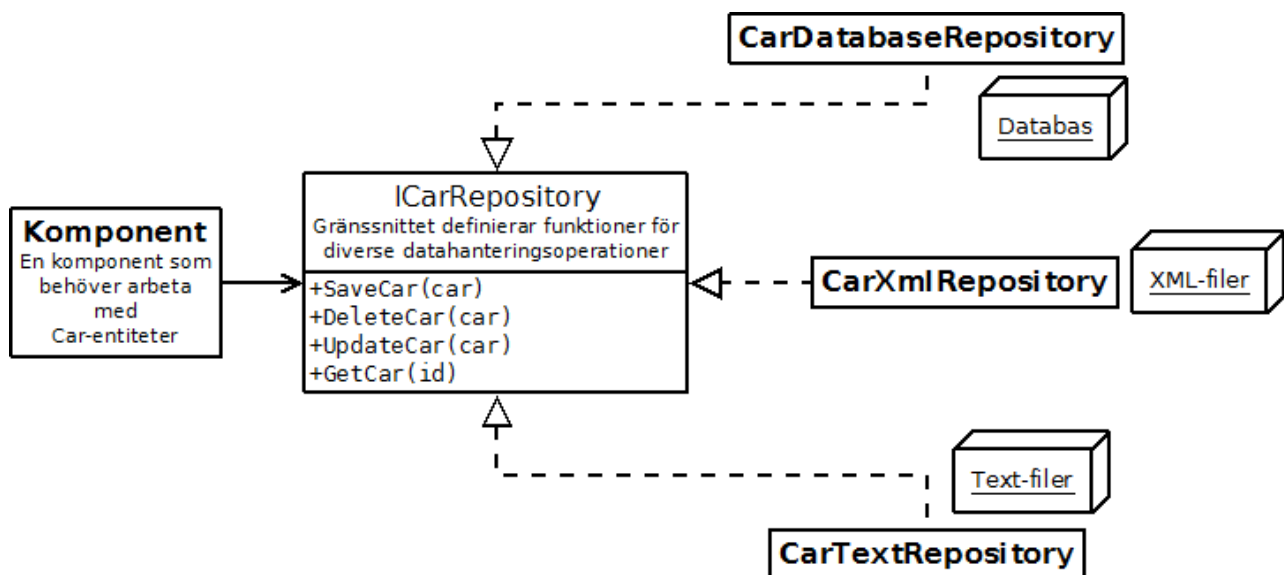 CarDatabaseRepository
Databas
ICarRepository
Gränssnittet definierar funktioner för
diverse datahanteringsoperationer
+SaveCar(car)
+DeleteCar(car)
+UpdateCar(car)
+GetCar(id)
Komponent
En komponent som
behöver arbeta
med
Car-entiteter
CarXmlRepository
XML-filer
Text-filer
CarTextRepository